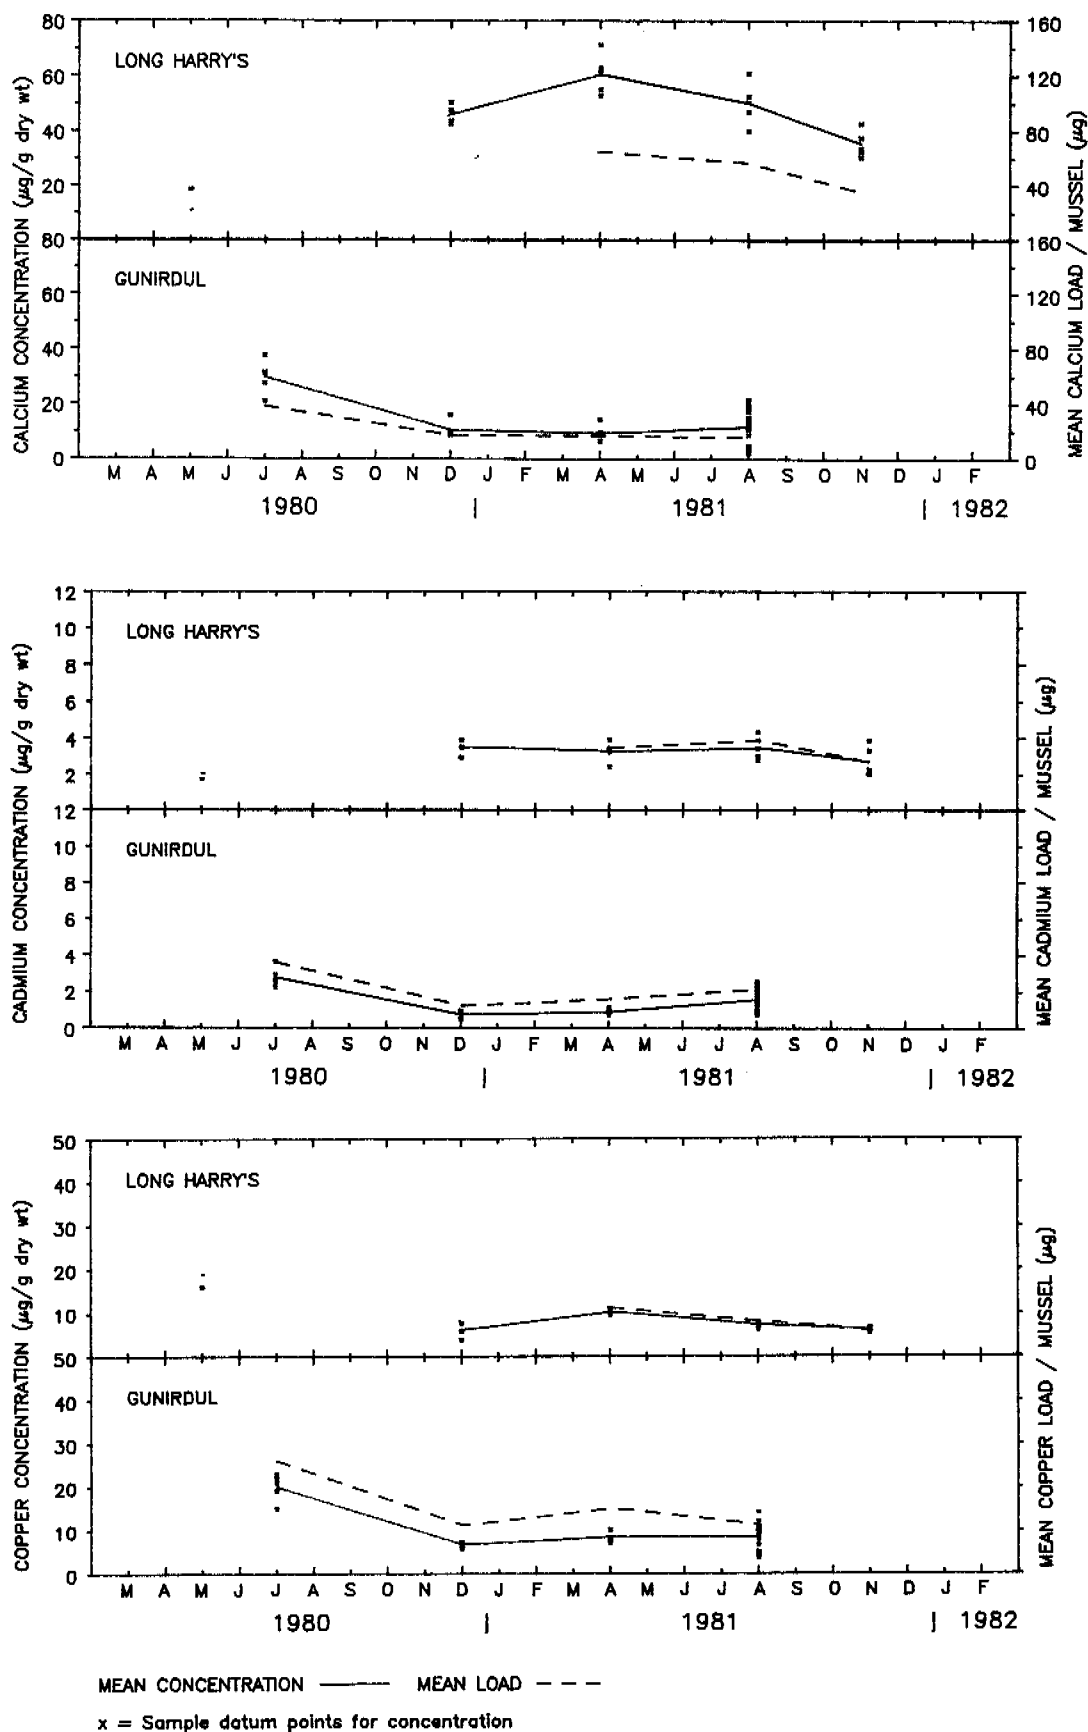 80
60
40
20
80
60
40
20
0
160
120
80
40
160
120
80
40
0
LONG HARRY'S
GUNIRDUL
CALCIUM CONCENTRATION (µg/g dry wt)
MEAN CALCIUM LOAD / MUSSEL (µg)
M A M J J A S O N D J F M A M J J A S O N D J F
1980 | 1981 | 1982
12
10
8
6
4
2
12
10
8
6
4
2
0
LONG HARRY'S
GUNIRDUL
CADMIUM CONCENTRATION (µg/g dry wt)
MEAN CADMIUM LOAD / MUSSEL (µg)
M A M J J A S O N D J F M A M J J A S O N D J F
1980 | 1981 | 1982
50
40
30
20
10
50
40
30
20
10
0
LONG HARRY'S
GUNIRDUL
COPPER CONCENTRATION (µg/g dry wt)
MEAN COPPER LOAD / MUSSEL (µg)
M A M J J A S O N D J F M A M J J A S O N D J F
1980 | 1981 | 1982
MEAN CONCENTRATION MEAN LOAD
x = Sample datum points for concentration